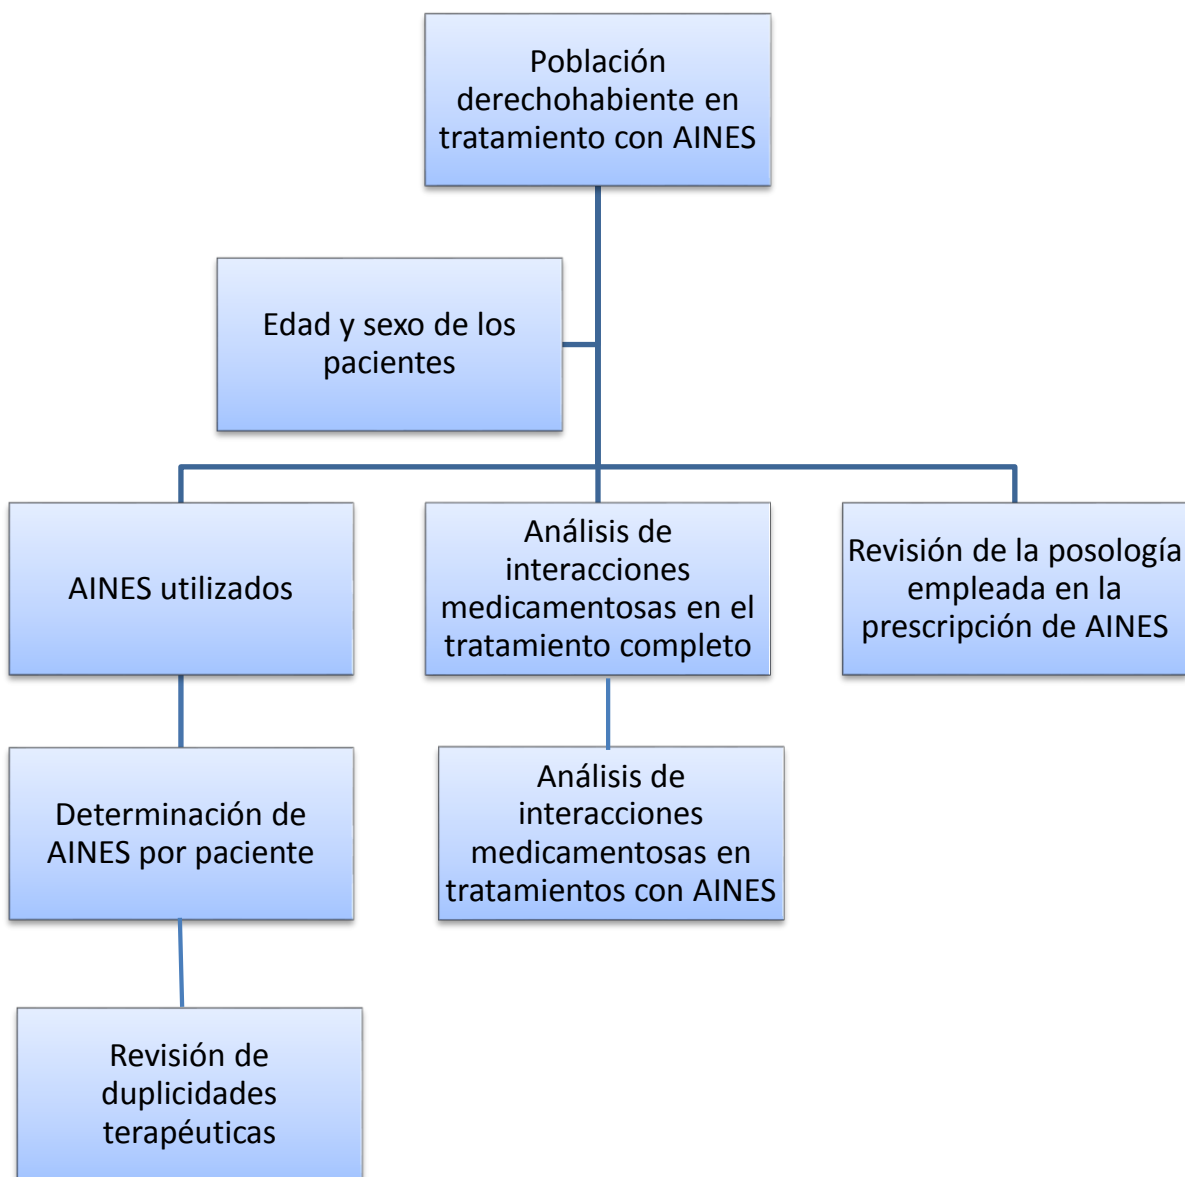 Población
derechohabiente en
tratamiento con AINES
Edad y sexo de los
pacientes
AINES utilizados
Análisis de
interacciones
medicamentosas en el
tratamiento completo
Revisión de la posología
empleada en la
prescripción de AINES
Determinación de
AINES por paciente
Análisis de
interacciones
medicamentosas en
tratamientos con AINES
Revisión de
duplicidades
terapéuticas